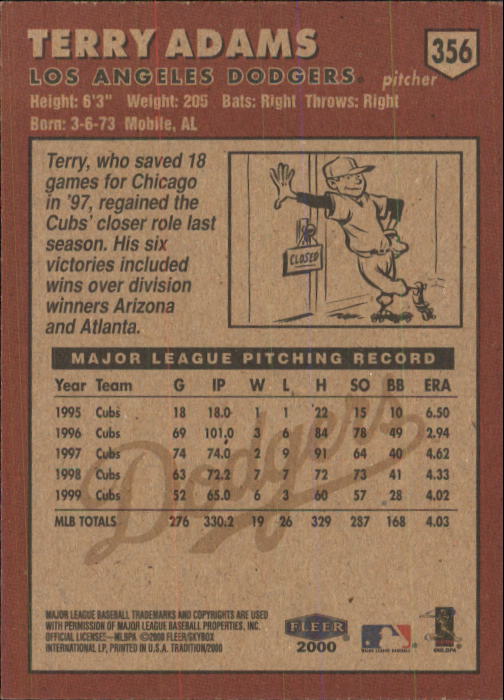 TERRY ADAMS
356
LOS ANGELES DODGERS® pitcher
Height: 6'3" Weight: 205 Bats: Right Throws: Right
Born: 3-6-73 Mobile, AL
Terry, who saved 18
games for Chicago
in '97, regained the
Cubs' closer role last
season. His six
victories included
wins over division
winners Arizona
and Atlanta.
CLOSED
MAJOR LEAGUE PITCHING RECORD
Year Team G IP W L H SO BB ERA
1995 Cubs 18 18.0 1 1 22 15 10 6.50
1996 Cubs 69 101.0 3 6 84 78 49 2.94
1997 Cubs 74 74.0 2 9 91 64 40 4.62
1998 Cubs 63 72.2 7 7 72 73 41 4.33
1999 Cubs 52 65.0 6 3 60 57 28 4.02
MLB TOTALS 276 330.2 19 26 329 287 168 4.03
Dodgers
MAJOR LEAGUE BASEBALL TRADEMARKS AND COPYRIGHTS ARE USED
WITH PERMISSION OF MAJOR LEAGUE BASEBALL PROPERTIES, INC.
OFFICIAL LICENSEE—MLBPA ©2000 FLEER/SKYBOX
INTERNATIONAL LP, PRINTED IN U.S.A. TRADITION/2000
FLEER
2000
MAJOR LEAGUE BASEBALL
©MLBPA